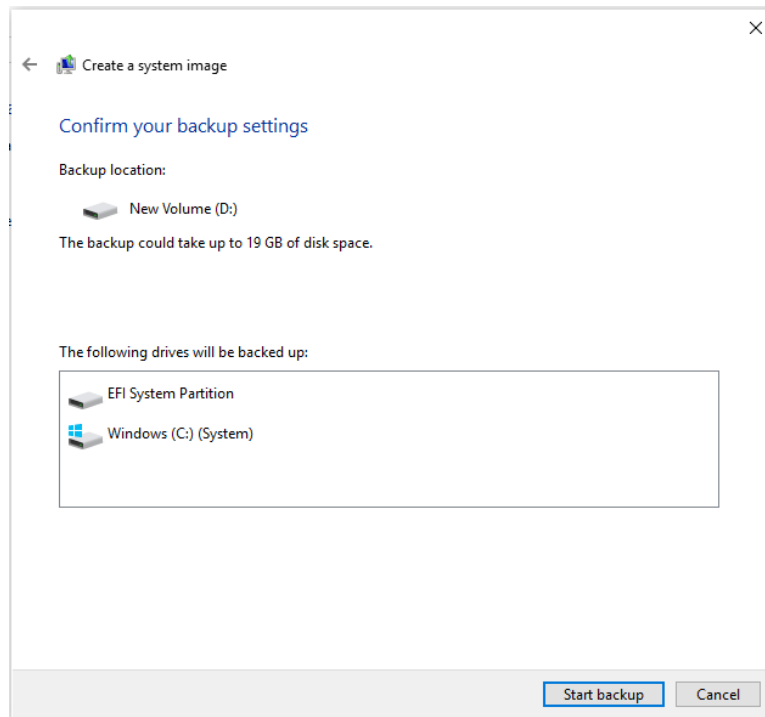 Create a system image
Confirm your backup settings
Backup location:
New Volume (D:)
The backup could take up to 19 GB of disk space.
The following drives will be backed up:
EFI System Partition
Windows (C:) (System)
Start backup
Cancel